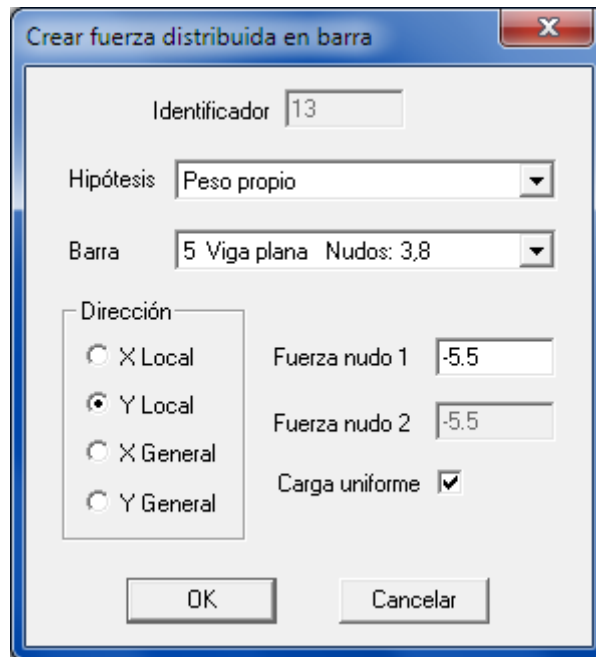 Crear fuerza distribuida en barra
Identificador 13
Hipótesis Peso propio
Barra 5 Viga plana Nudos: 3,8
Dirección
X Local
Y Local
X General
Y General
Fuerza nudo 1 -5.5
Fuerza nudo 2 -5.5
Carga uniforme
OK Cancelar